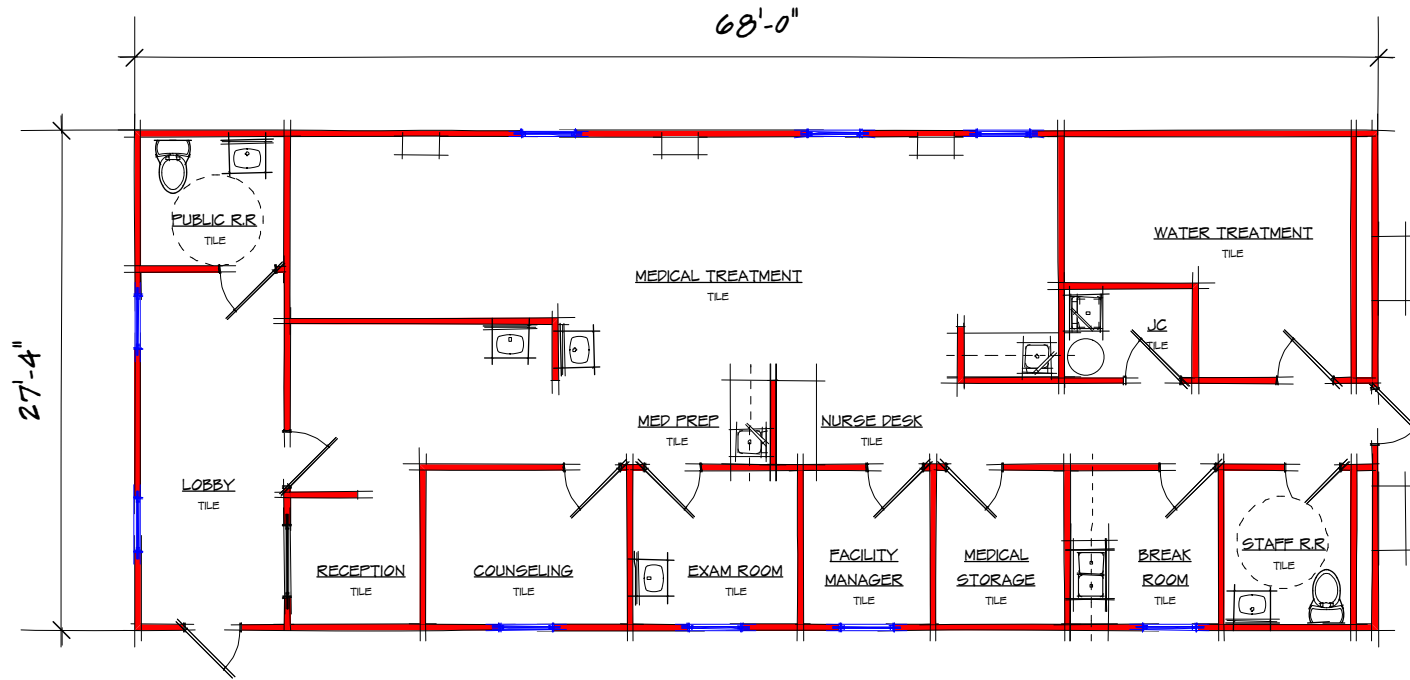 68'-0"
27'-4"
PUBLIC R.R
TILE
WATER TREATMENT
TILE
MEDICAL TREATMENT
TILE
JC
TILE
MED PREP
TILE
NURSE DESK
TILE
LOBBY
TILE
RECEPTION
TILE
COUNSELING
TILE
EXAM ROOM
TILE
FACILITY
MANAGER
TILE
MEDICAL
STORAGE
TILE
BREAK
ROOM
TILE
STAFF R.R
TILE